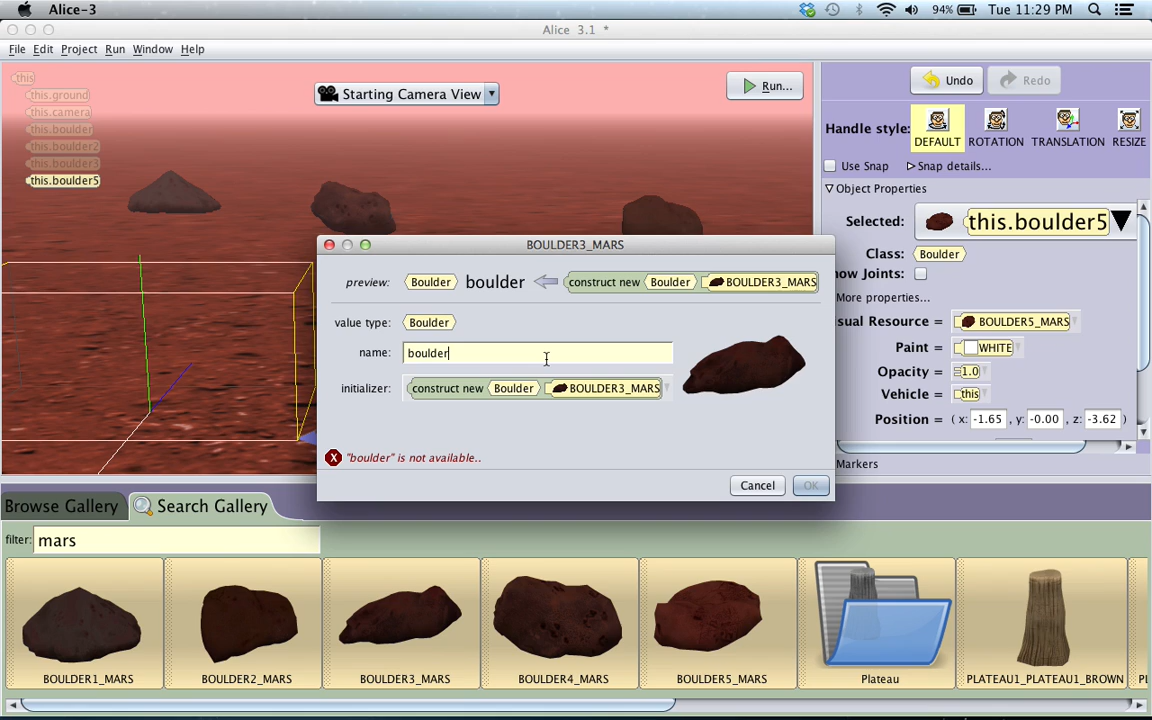 Alice-3
94%
Tue 11:29 PM
Alice 3.1 *
File Edit Project Run Window Help
this
this.ground
this.camera
this.boulder
this.boulder2
this.boulder3
this.boulder5
Starting Camera View
Run...
Undo
Redo
Handle style:
DEFAULT
ROTATION
TRANSLATION
RESIZE
Use Snap
Snap details...
Object Properties
Selected:
this.boulder5
Class:
Boulder
how Joints:
More properties...
sual Resource =
BOULDER5_MARS
Paint =
WHITE
Opacity =
1.0
Vehicle =
this
Position = ( x: -1.65 , y: -0.00 , z: -3.62 )
Markers
BOULDER3_MARS
preview: Boulder boulder construct new Boulder BOULDER3_MARS
value type: Boulder
name: boulder
initializer: construct new Boulder BOULDER3_MARS
X "boulder" is not available..
Cancel
OK
Browse Gallery
Search Gallery
filter: mars
BOULDER1_MARS
BOULDER2_MARS
BOULDER3_MARS
BOULDER4_MARS
BOULDER5_MARS
Plateau
PLATEAU1_PLATEAU1_BROWN
PL